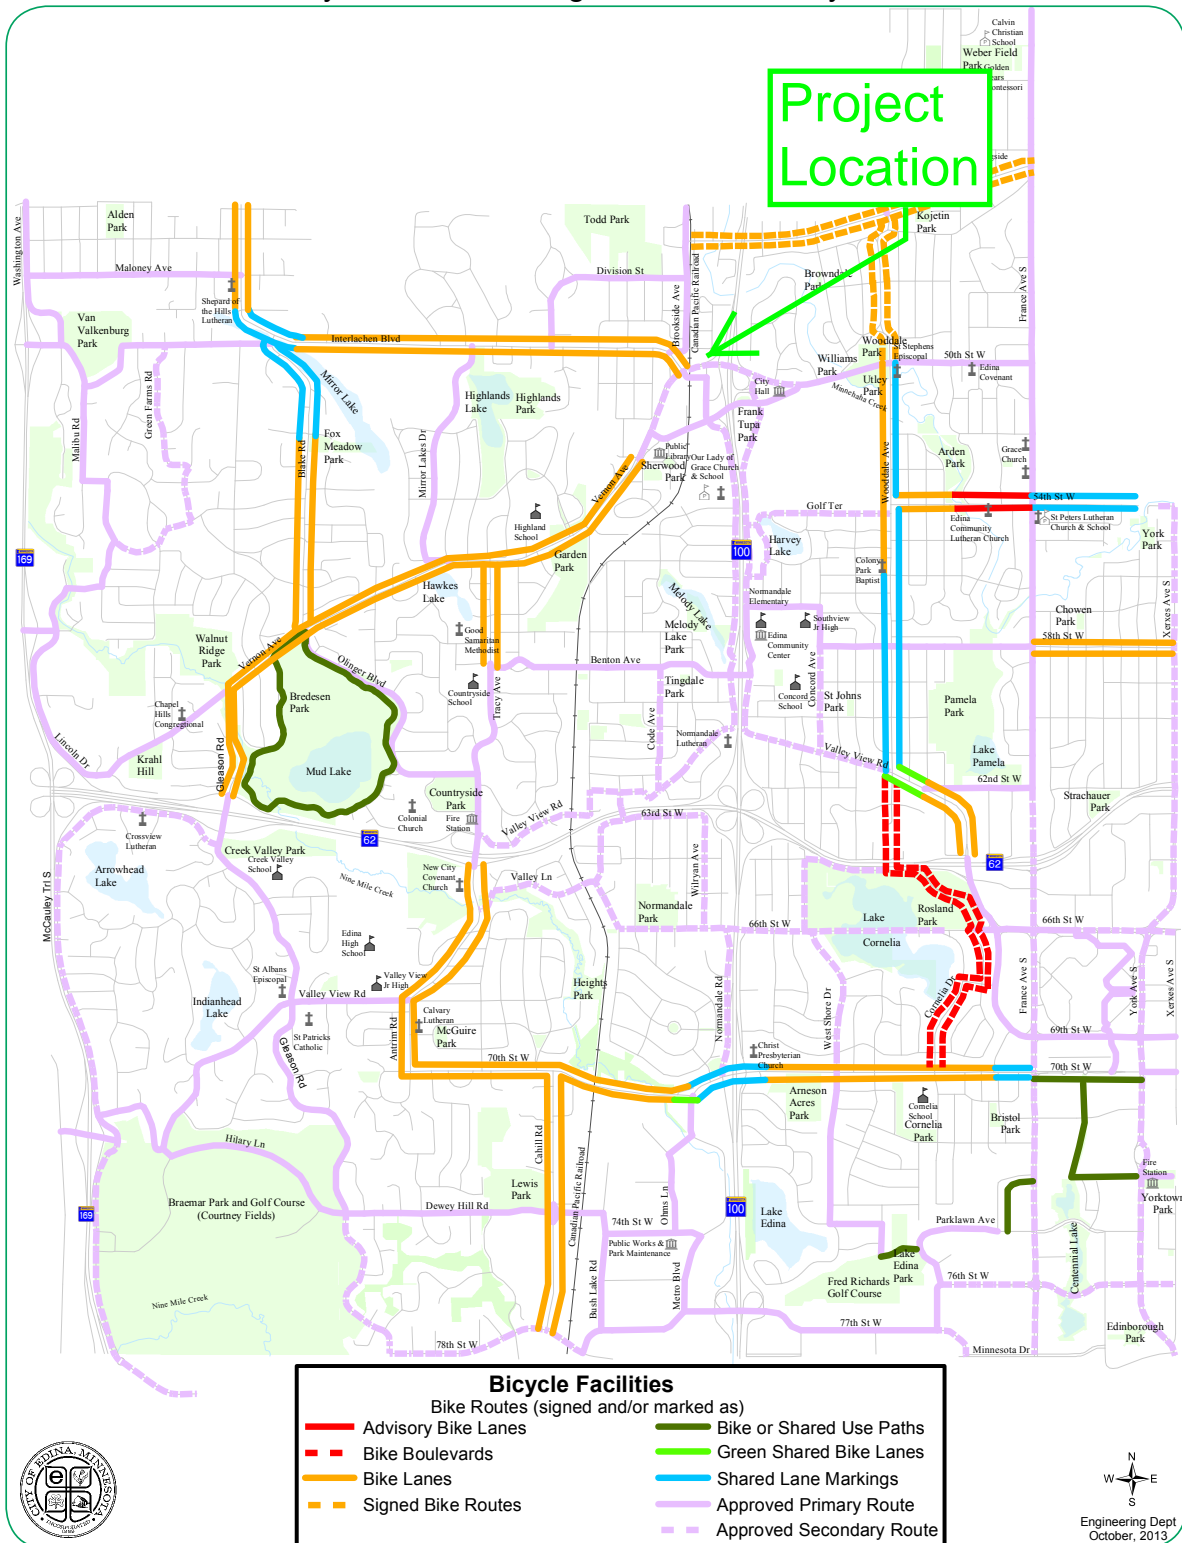 Calvin
Christian
School
Weber Field
Park
Golden
Years
Montessori
Project
Location
Kojetin
Park
Alden
Park
Todd Park
Washington Ave
Maloney Ave
Shepard of
the Hills
Lutheran
Division St
Brookside Ave
Canadian Pacific Railroad
Browndale
Park
France Ave S
Van
Valkenburg
Park
Interlachen Blvd
Mirror Lake
Green Farms Rd
Malibu Rd
Blake Rd
Fox
Meadow
Park
Highlands
Lake
Highlands
Park
Mirror Lakes Dr
Williams
Park
Wooddale
Park
St Stephens
Episcopal
50th St W
Edina
Covenant
City
Hall
Utley
Park
Minnehaha Creek
Frank
Tupa
Park
Public
Library
Sherwood
Park
Our Lady of
Grace Church
& School
Vernon Ave
Wooddale Ave
Arden
Park
Grace
Church
54th St W
Golf Ter
Edina
Community
Lutheran Church
St Peters Lutheran
Church & School
York
Park
Highland
School
Garden
Park
Harvey
Lake
169
100
Colony
Park
Baptist
Hawkes
Lake
Melody Lake
Melody
Lake
Park
Normandale
Elementary
Southview
Jr High
Edina
Community
Center
Chowen
Park
58th St W
Xerxes Ave S
Walnut
Ridge
Park
Vernon Ave
Good
Samaritan
Methodist
Benton Ave
Olinger Blvd
Countryside
School
Tracy Ave
Tingdale
Park
Concord
School
Concord Ave
St Johns
Park
Pamela
Park
Bredesen
Park
Chapel
Hills
Congregtional
Code Ave
Normandale
Lutheran
Valley View Rd
Lake
Pamela
62nd St W
Lincoln Dr
Krahl
Hill
Gleason Rd
Mud Lake
Countryside
Park
Strachauer
Park
Crossview
Lutheran
Colonial
Church
Fire
Station
Valley View Rd
63rd St W
62
62
Creek Valley Park
Creek Valley
School
Arrowhead
Lake
New City
Covenant
Church
Nine Mile Creek
Valley Ln
Wilryan Ave
Normandale
Park
66th St W
Lake
Cornelia
Rosland
Park
66th St W
McCauley Trl S
Edina
High
School
St Albans
Episcopal
Valley View
Jr High
Valley View Rd
Indianhead
Lake
Heights
Park
Normandale Rd
West Shore Dr
Cornelia Dr
France Ave S
York Ave S
Xerxes Ave S
69th St W
St Patricks
Catholic
Gleason Rd
Antrim Rd
Calvary
Lutheran
McGuire
Park
70th St W
Christ
Presbyterian
Church
70th St W
Arneson
Acres
Park
Cornelia
School
Cornelia
Park
Bristol
Park
Hilary Ln
Cahill Rd
Canadian Pacific Railroad
Lewis
Park
Braemar Park and Golf Course
(Courtney Fields)
Dewey Hill Rd
Ohms Ln
74th St W
Public Works &
Park Maintenance
100
Lake
Edina
Parklawn Ave
Fire
Station
Yorktown
Park
169
Lake
Edina
Park
Fred Richards
Golf Course
Centennial Lake
76th St W
Nine Mile Creek
Bush Lake Rd
Metro Blvd
77th St W
78th St W
Edinborough
Park
Minnesota Dr
Bicycle Facilities
Bike Routes (signed and/or marked as)
Advisory Bike Lanes
Bike Boulevards
Bike Lanes
Signed Bike Routes
Bike or Shared Use Paths
Green Shared Bike Lanes
Shared Lane Markings
Approved Primary Route
Approved Secondary Route
CITY OF EDINA, MINNESOTA
N
W E
S
Engineering Dept
October, 2013